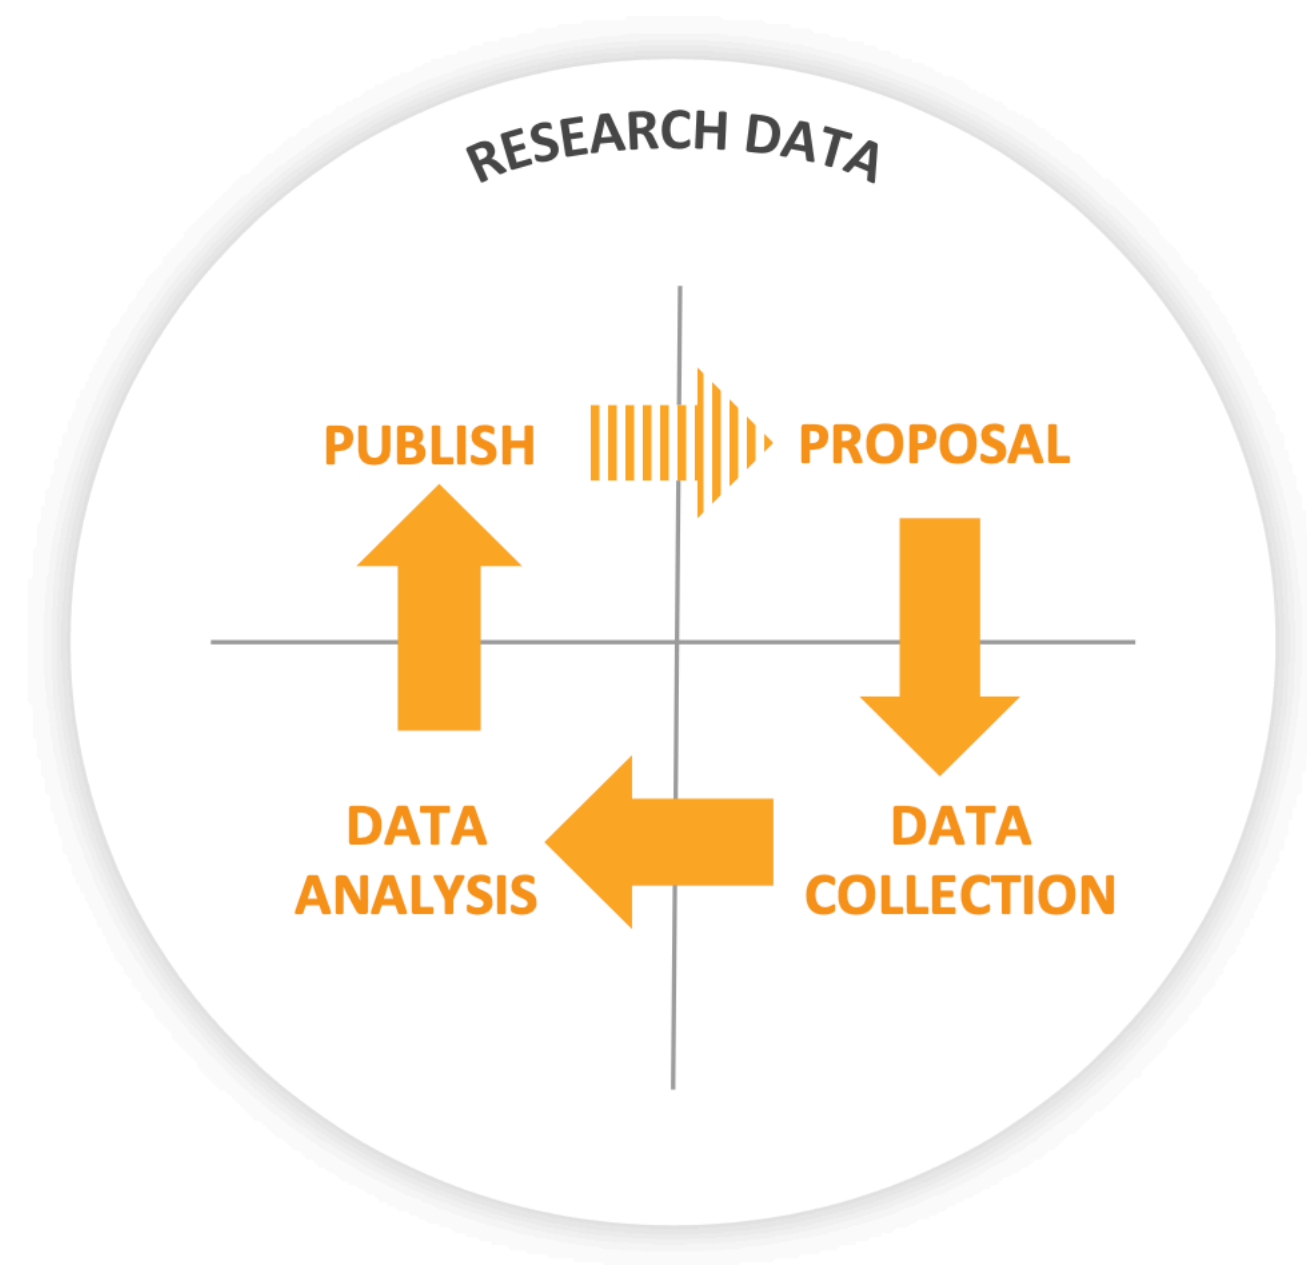 RESEARCH DATA
PUBLISH
PROPOSAL
DATA
ANALYSIS
DATA
COLLECTION